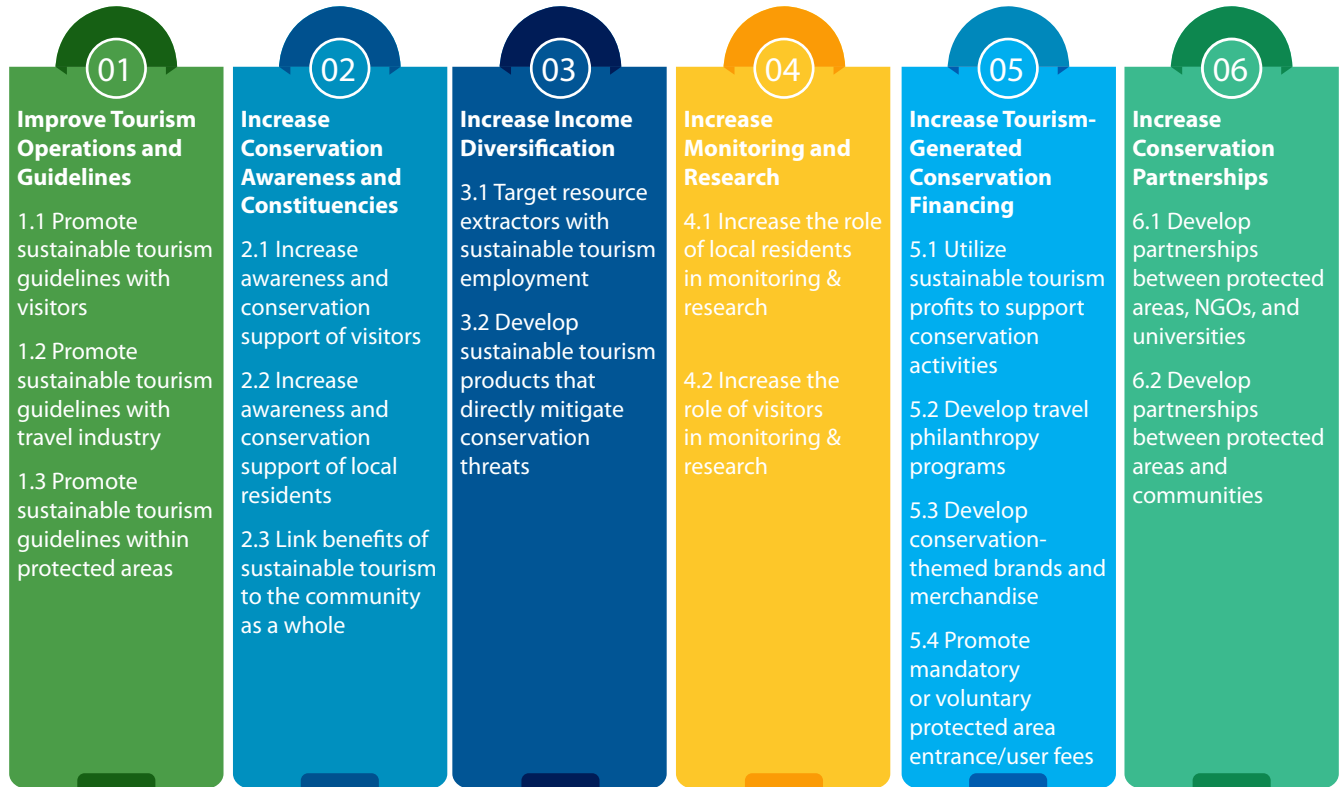 01
Improve Tourism
Operations and
Guidelines
1.1 Promote
sustainable tourism
guidelines with
visitors
1.2 Promote
sustainable tourism
guidelines with
travel industry
1.3 Promote
sustainable tourism
guidelines within
protected areas
02
Increase
Conservation
Awareness and
Constituencies
2.1 Increase
awareness and
conservation
support of visitors
2.2 Increase
awareness and
conservation
support of local
residents
2.3 Link benefits of
sustainable tourism
to the community
as a whole
03
Increase Income
Diversification
3.1 Target resource
extractors with
sustainable tourism
employment
3.2 Develop
sustainable tourism
products that
directly mitigate
conservation
threats
04
Increase
Monitoring and
Research
4.1 Increase the role
of local residents
in monitoring &
research
4.2 Increase the
role of visitors
in monitoring &
research
05
Increase Tourism-
Generated
Conservation
Financing
5.1 Utilize
sustainable tourism
profits to support
conservation
activities
5.2 Develop travel
philanthropy
programs
5.3 Develop
conservation-
themed brands and
merchandise
5.4 Promote
mandatory
or voluntary
protected area
entrance/user fees
06
Increase
Conservation
Partnerships
6.1 Develop
partnerships
between protected
areas, NGOs, and
universities
6.2 Develop
partnerships
between protected
areas and
communities